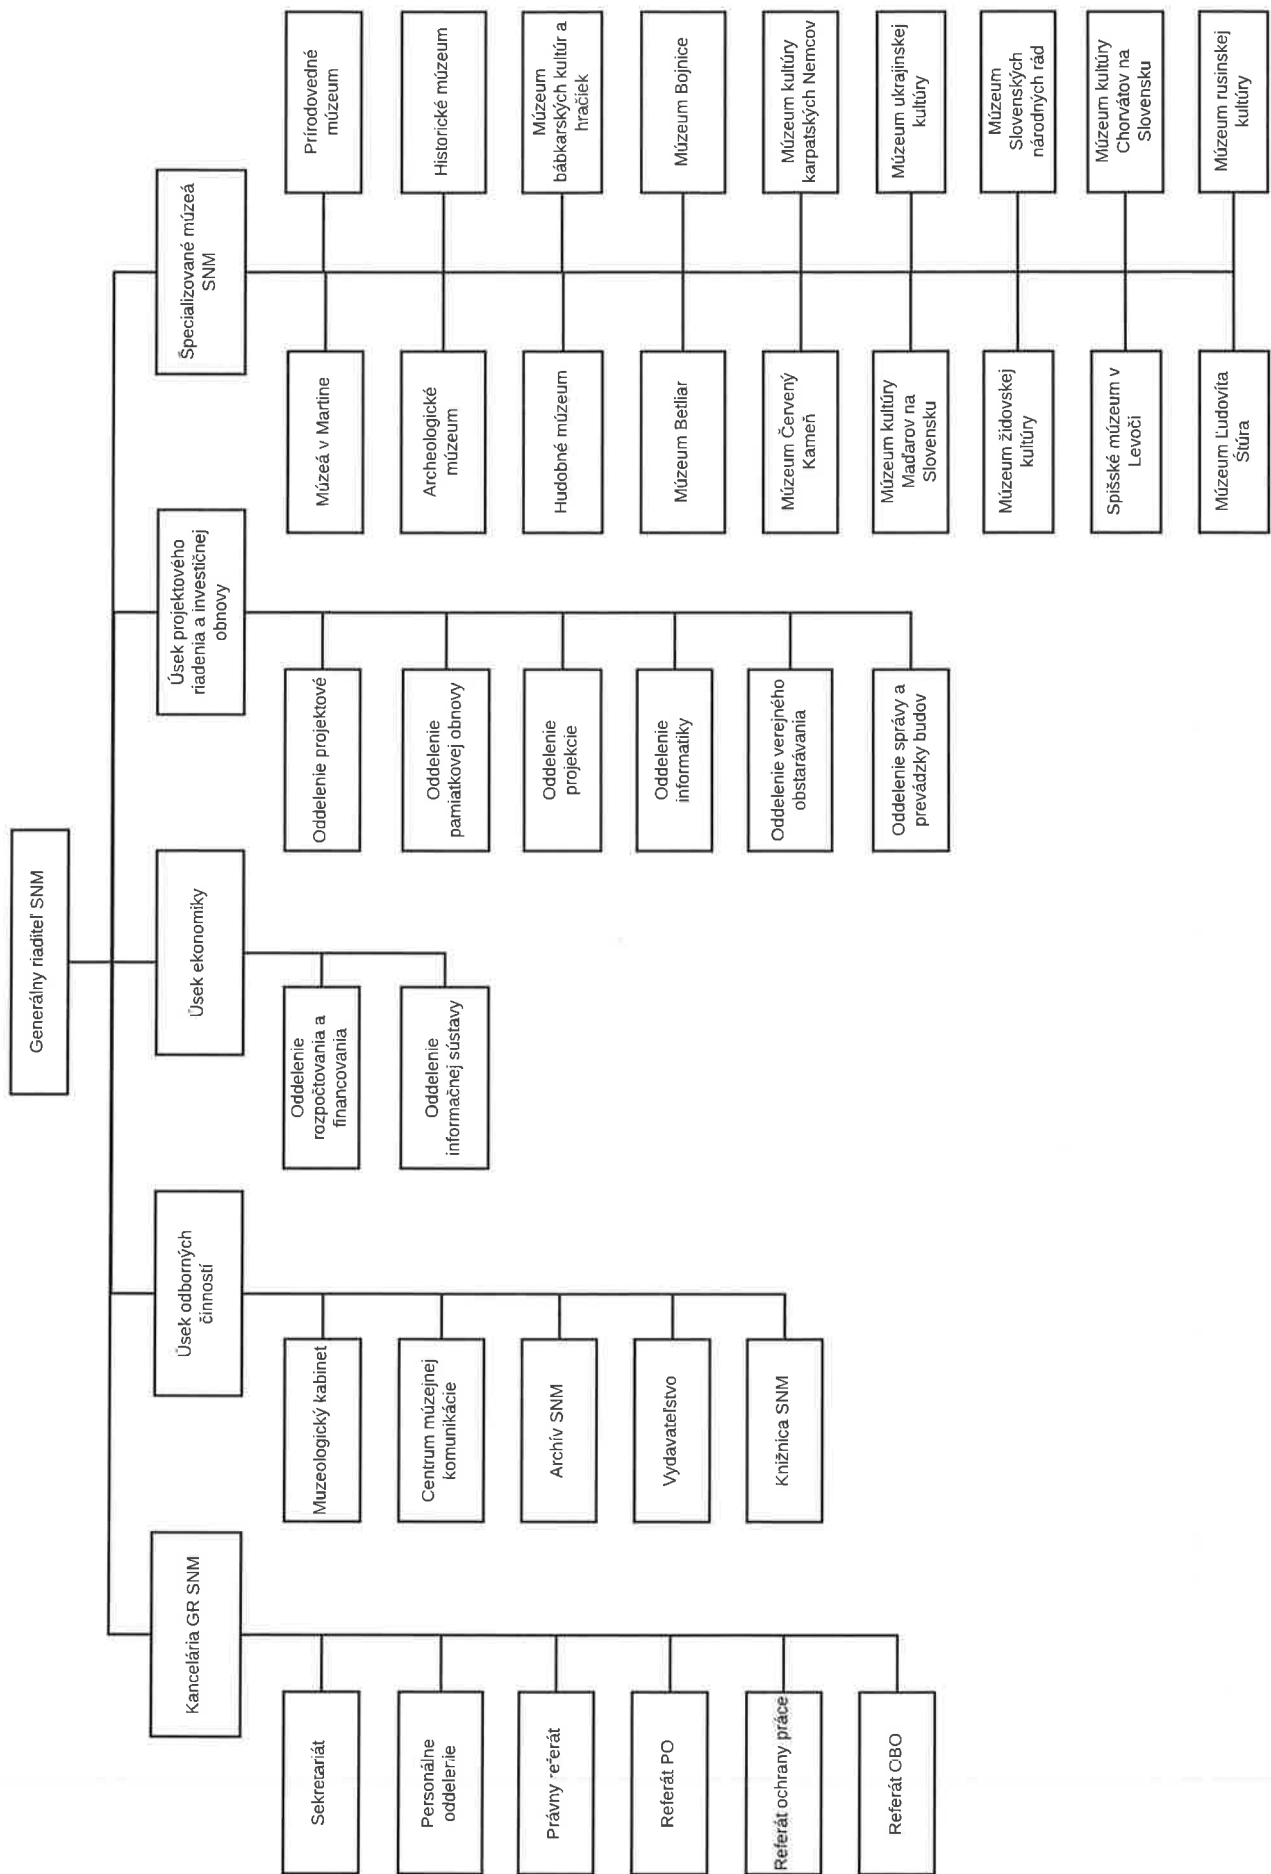 Generálny riaditeľ SNM
Kancelária GR SNM
Sekretariát
Personálne
oddelenie
Právny referát
Referát PO
Referát ochrany práce
Referát OBO
Úsek odborných
činností
Muzeologický kabinet
Centrum múzejnej
komunikácie
Archív SNM
Vydavateľstvo
Knižnica SNM
Úsek ekonomiky
Oddelenie
rozpočtovania a
financovania
Oddelenie
informačnej sústavy
Úsek projektového
riadenia a investičnej
obnovy
Oddelenie projektové
Oddelenie
pamiatkovej obnovy
Oddelenie
projekcie
Oddelenie
informatiky
Oddelenie verejného
obstarávania
Oddelenie správy a
prevádzky budov
Špecializované múzeá
SNM
Múzeá v Martine
Prírodovedné
múzeum
Archeologické
múzeum
Historické múzeum
Hudobné múzeum
Múzeum
bábkarských kultúr a
hračiek
Múzeum Betliar
Múzeum Bojnice
Múzeum Červený
Kameň
Múzeum kultúry
karpatských Nemcov
Múzeum kultúry
Maďarov na
Slovensku
Múzeum ukrajinskej
kultúry
Múzeum židovskej
kultúry
Múzeum
Slovenských
národných rád
Spišské múzeum v
Levoči
Múzeum kultúry
Chorvátov na
Slovensku
Múzeum Ľudovíta
Štúra
Múzeum rusinskej
kultúry